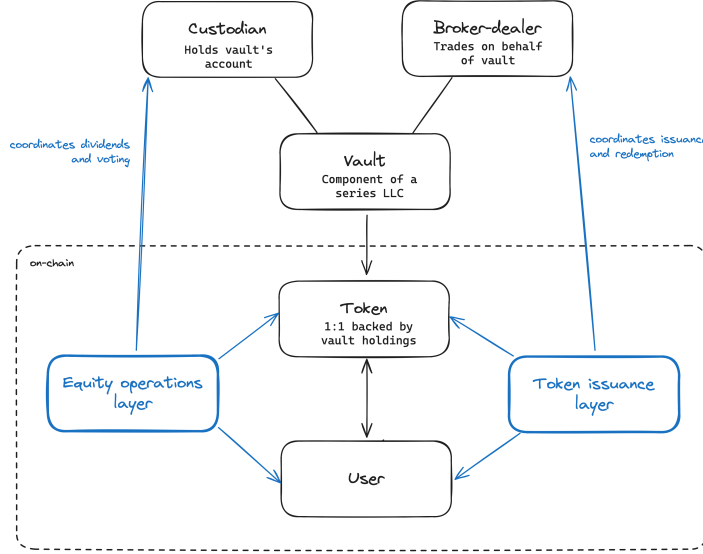 Custodian
Holds vault's
account
Broker-dealer
Trades on behalf
of vault
coordinates dividends
and voting
coordinates issuance
and redemption
Vault
Component of a
series LLC
on-chain
Token
1:1 backed by
vault holdings
Equity operations
layer
Token issuance
layer
User